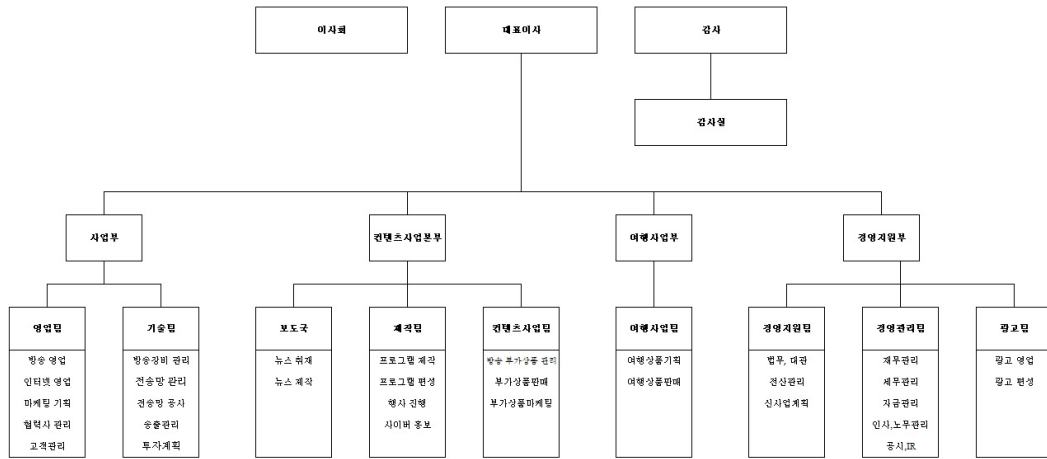 이사회
대표이사
감사
감사실
사업부
컨텐츠사업본부
여행사업부
경영지원부
영업팀
방송 영업
인터넷 영업
마케팅 기획
협력사 관리
고객관리
기술팀
방송장비 관리
전송망 관리
전송망 공사
송출관리
투자계획
보도국
뉴스 취재
뉴스 제작
제작팀
프로그램 제작
프로그램 편성
행사 진행
사이버 홍보
컨텐츠사업팀
방송 부가상품 관리
부가상품판매
부가상품마케팅
여행사업팀
여행상품기획
여행상품판매
경영지원팀
법무, 대관
전산관리
신사업계획
경영관리팀
재무관리
세무관리
자금관리
인사,노무관리
공시,IR
광고팀
광고 영업
광고 편성